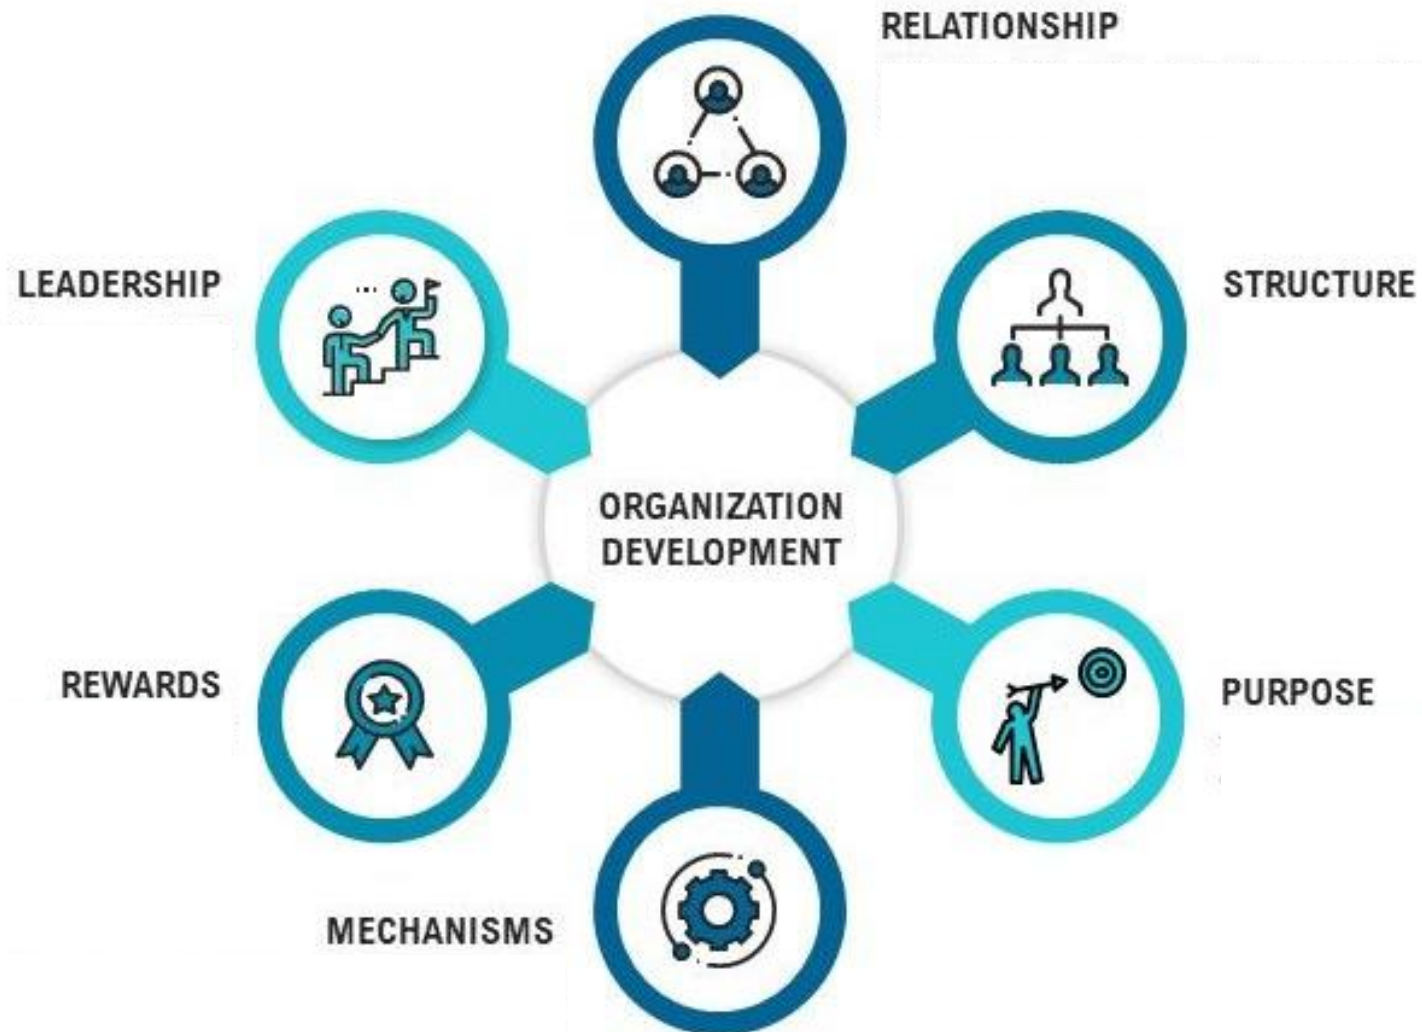 RELATIONSHIP
LEADERSHIP
STRUCTURE
ORGANIZATION
DEVELOPMENT
REWARDS
PURPOSE
MECHANISMS